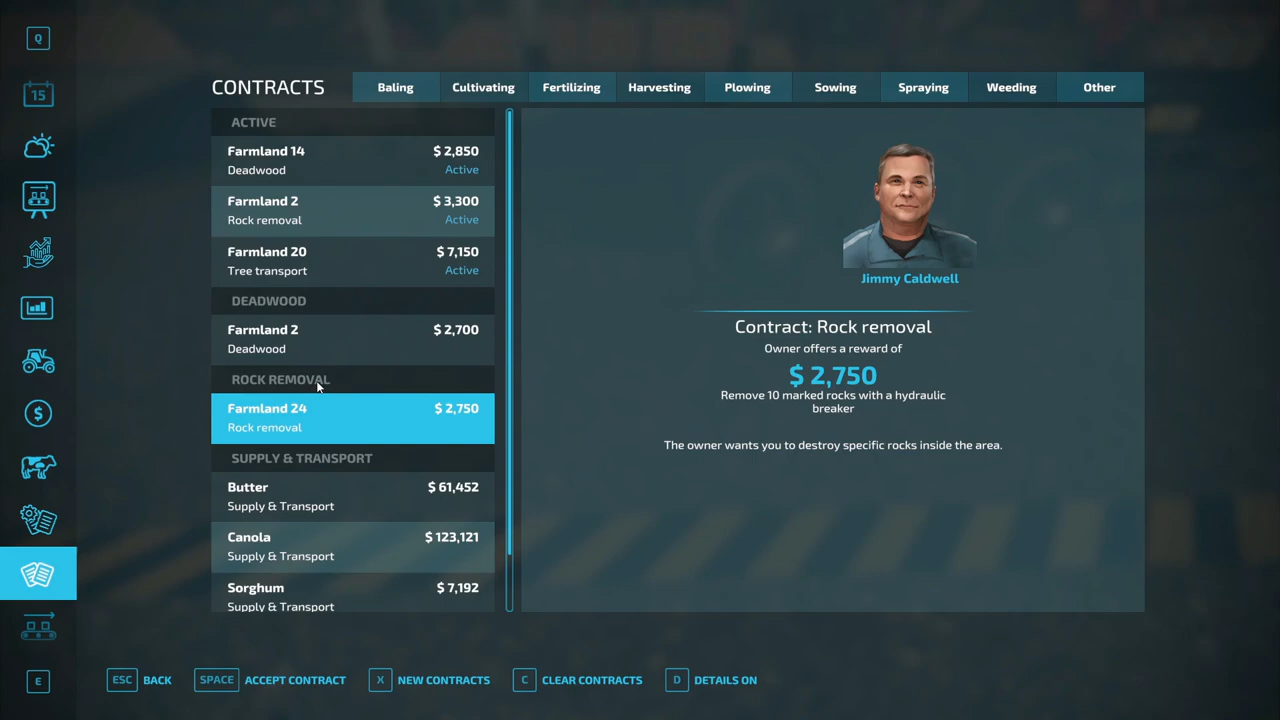 Q
15
CONTRACTS
Baling
Cultivating
Fertilizing
Harvesting
Plowing
Sowing
Spraying
Weeding
Other
ACTIVE
Farmland 14 $ 2,850
Deadwood Active
Farmland 2 $ 3,300
Rock removal Active
Farmland 20 $ 7,150
Tree transport Active
DEADWOOD
Farmland 2 $ 2,700
Deadwood
ROCK REMOVAL
Farmland 24 $ 2,750
Rock removal
SUPPLY & TRANSPORT
Butter $ 61,452
Supply & Transport
Canola $ 123,121
Supply & Transport
Sorghum $ 7,192
Supply & Transport
Jimmy Caldwell
Contract: Rock removal
Owner offers a reward of
$ 2,750
Remove 10 marked rocks with a hydraulic
breaker
The owner wants you to destroy specific rocks inside the area.
$
E
ESC BACK
SPACE ACCEPT CONTRACT
X NEW CONTRACTS
C CLEAR CONTRACTS
D DETAILS ON